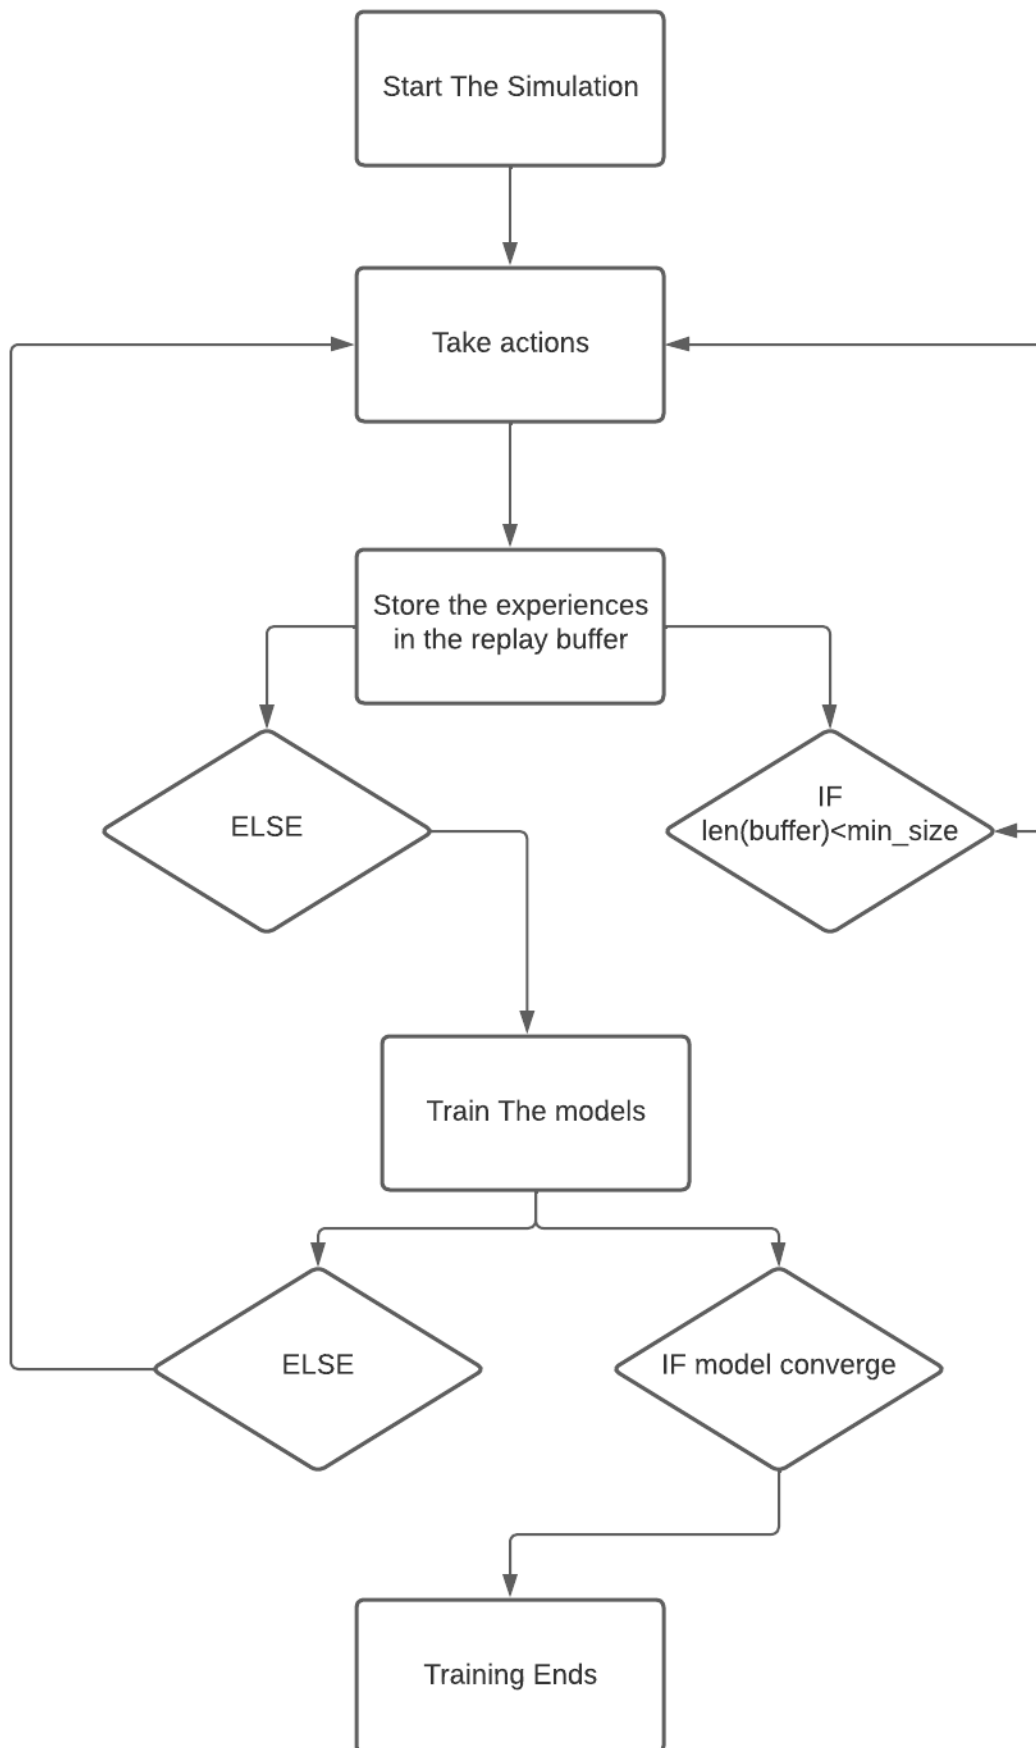 Start The Simulation
Take actions
Store the experiences
in the replay buffer
ELSE
IF
len(buffer)<min_size
Train The models
ELSE
IF model converge
Training Ends